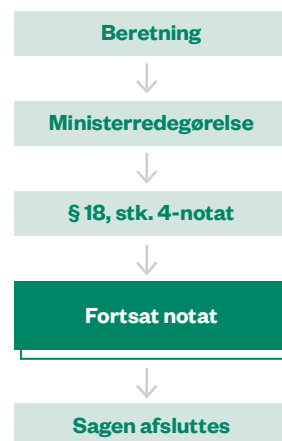 Beretning
Ministerredegørelse
§ 18, stk. 4-notat
Fortsat notat
Sagen afsluttes